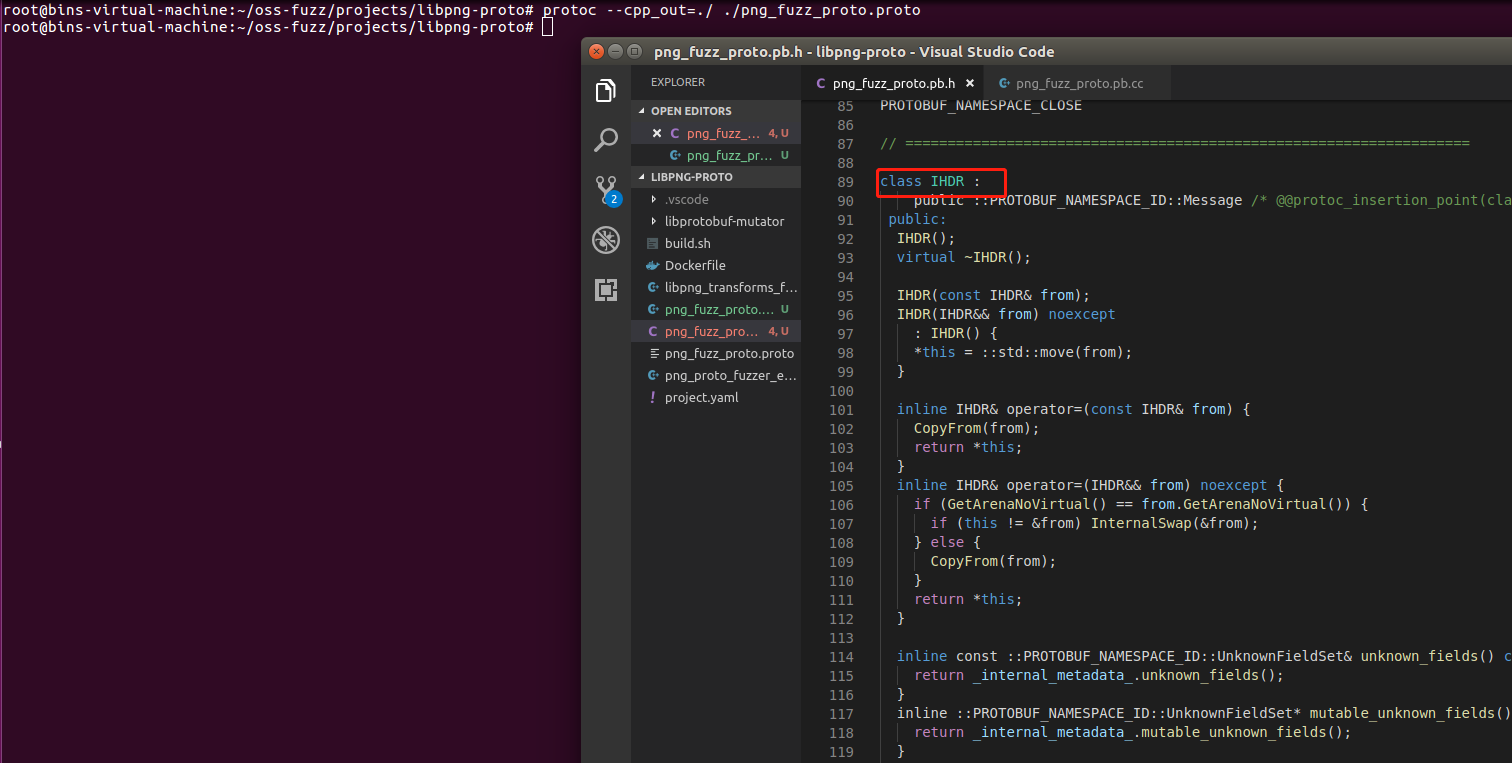 root@bins-virtual-machine:~/oss-fuzz/projects/libpng-proto# protoc --cpp_out=./ ./png_fuzz_proto.proto
root@bins-virtual-machine:~/oss-fuzz/projects/libpng-proto#
png_fuzz_proto.pb.h - libpng-proto - Visual Studio Code
EXPLORER
OPEN EDITORS
png_fuzz_... 4, U
png_fuzz_pr... U
LIBPNG-PROTO
.vscode
libprotobuf-mutator
build.sh
Dockerfile
libpng_transforms_f...
png_fuzz_proto.... U
png_fuzz_pro... 4, U
png_fuzz_proto.proto
png_proto_fuzzer_e...
project.yaml
2
png_fuzz_proto.pb.h
png_fuzz_proto.pb.cc
85 PROTOBUF_NAMESPACE_CLOSE
86
87 // ===================================================================
88
89 class IHDR :
90     public ::PROTOBUF_NAMESPACE_ID::Message /* @@protoc_insertion_point(cla
91  public:
92   IHDR();
93   virtual ~IHDR();
94
95   IHDR(const IHDR& from);
96   IHDR(IHDR&& from) noexcept
97     : IHDR() {
98     *this = ::std::move(from);
99   }
100
101   inline IHDR& operator=(const IHDR& from) {
102     CopyFrom(from);
103     return *this;
104   }
105   inline IHDR& operator=(IHDR&& from) noexcept {
106     if (GetArenaNoVirtual() == from.GetArenaNoVirtual()) {
107       if (this != &from) InternalSwap(&from);
108     } else {
109       CopyFrom(from);
110     }
111     return *this;
112   }
113
114   inline const ::PROTOBUF_NAMESPACE_ID::UnknownFieldSet& unknown_fields() c
115     return _internal_metadata_.unknown_fields();
116   }
117   inline ::PROTOBUF_NAMESPACE_ID::UnknownFieldSet* mutable_unknown_fields()
118     return _internal_metadata_.mutable_unknown_fields();
119   }